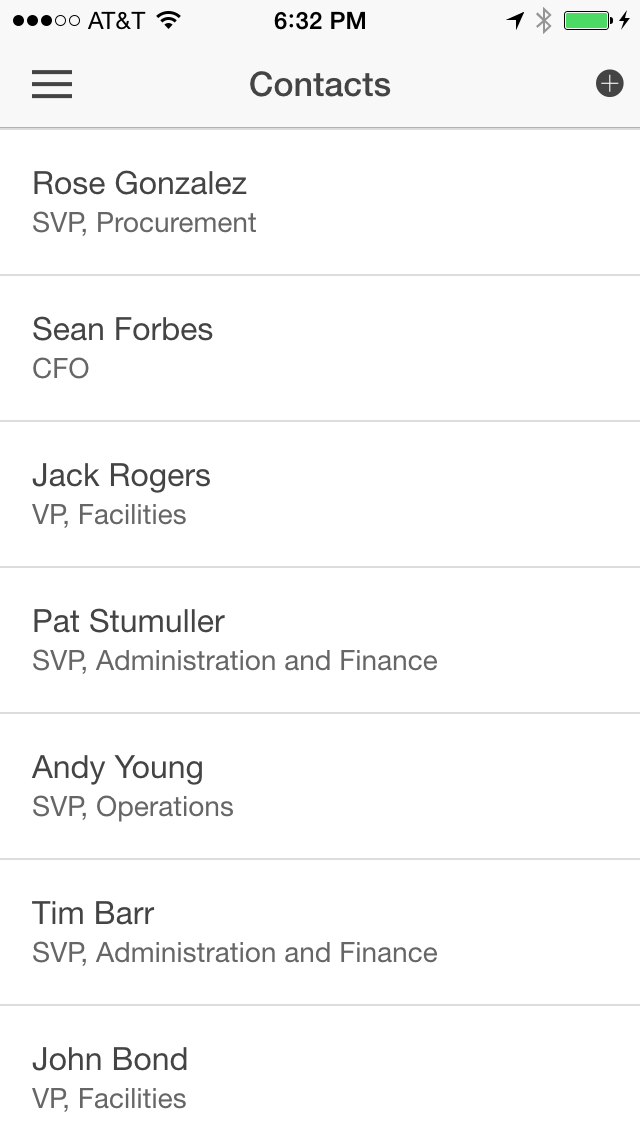 AT&T 6:32 PM
Contacts
Rose Gonzalez
SVP, Procurement
Sean Forbes
CFO
Jack Rogers
VP, Facilities
Pat Stumuller
SVP, Administration and Finance
Andy Young
SVP, Operations
Tim Barr
SVP, Administration and Finance
John Bond
VP, Facilities